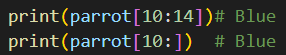 print(parrot[10:14])# Blue
print(parrot[10:])  # Blue